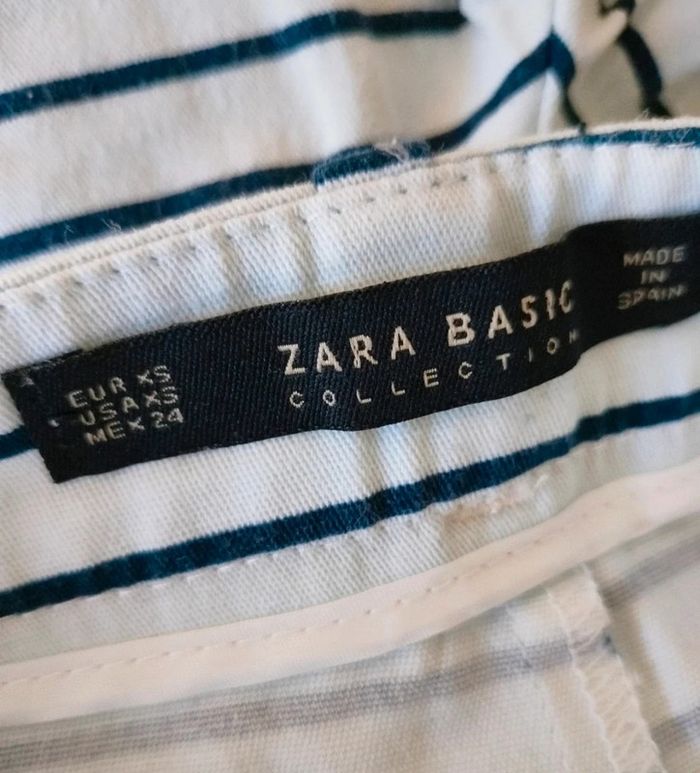 EUR XS
USA XS
MEX 24
ZARA BASIC
COLLECTION
MADE
IN
SPAIN